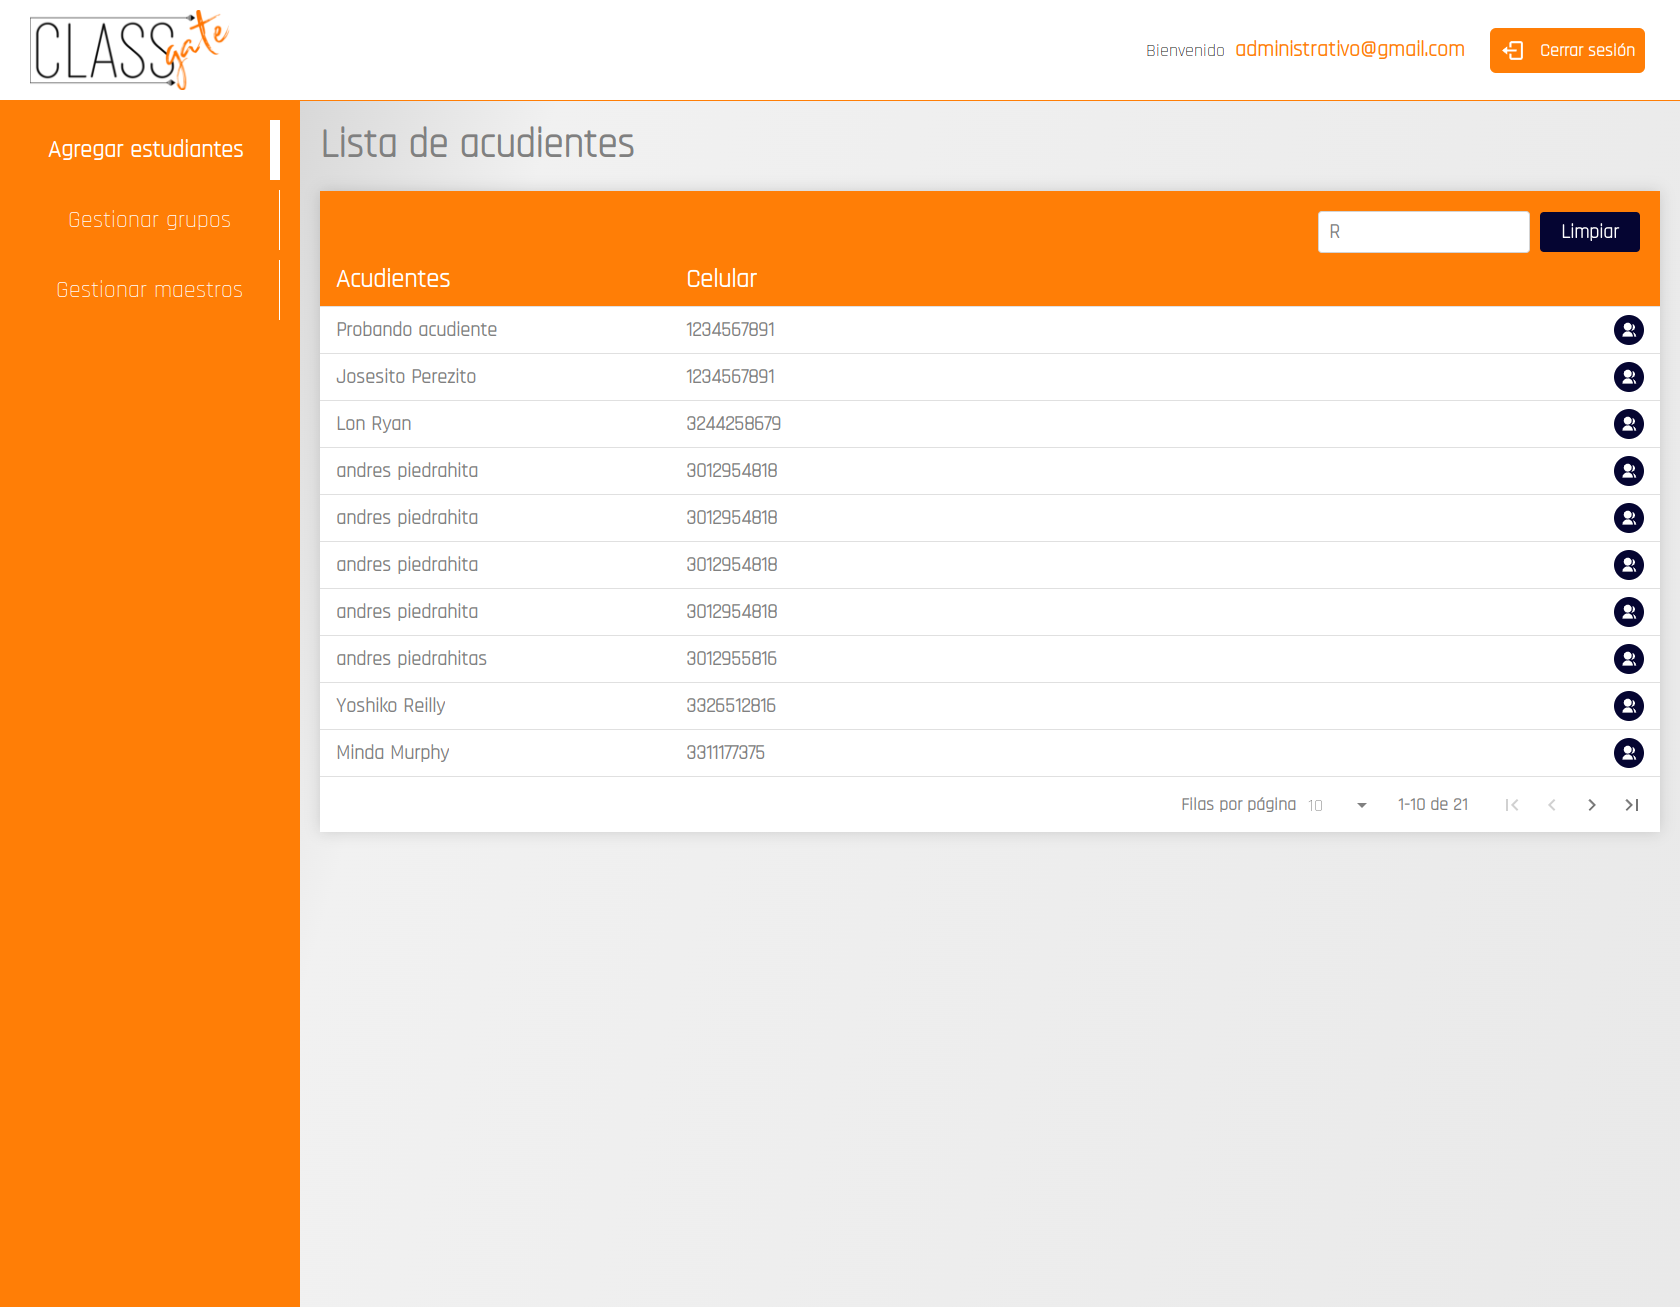 CLASSgate
Bienvenido administrativo@gmail.com Cerrar sesión
Agregar estudiantes
Gestionar grupos
Gestionar maestros
Lista de acudientes
R Limpiar
Acudientes Celular
Probando acudiente 1234567891
Josesito Perezito 1234567891
Lon Ryan 3244258679
andres piedrahita 3012954818
andres piedrahita 3012954818
andres piedrahita 3012954818
andres piedrahita 3012954818
andres piedrahitas 3012955816
Yoshiko Reilly 3326512816
Minda Murphy 3311177375
Filas por página 10 1-10 de 21